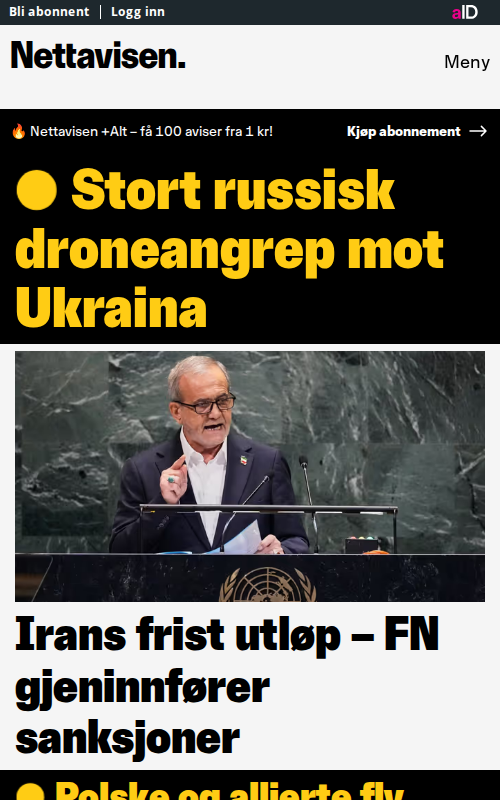 Bli abonnent | Logg inn
aID
Nettavisen.
Meny
🔥 Nettavisen +Alt – få 100 aviser fra 1 kr!
Kjøp abonnement →
Stort russisk
droneangrep mot
Ukraina
Irans frist utløp – FN
gjeninnfører
sanksjoner
Polske og allierte fly